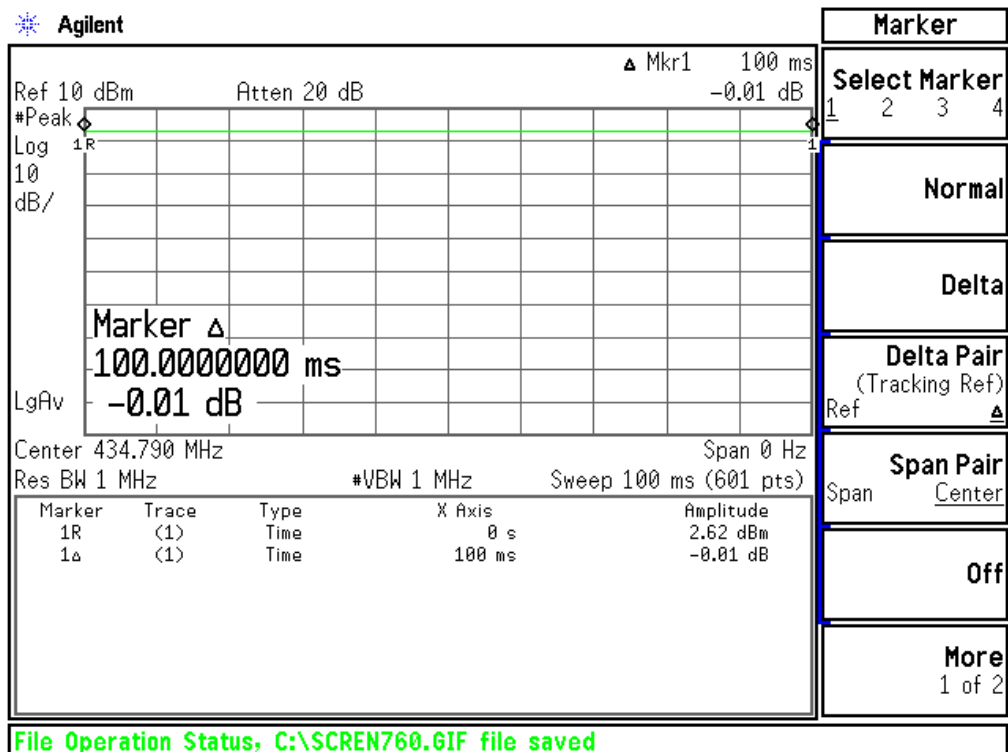 Agilent
Marker
Δ Mkr1 100 ms
Ref 10 dBm Atten 20 dB -0.01 dB
#Peak
Log
10
dB/
1R
1
Marker Δ
100.0000000 ms
-0.01 dB
LgAv
Center 434.790 MHz Span 0 Hz
Res BW 1 MHz #VBW 1 MHz Sweep 100 ms (601 pts)
Marker Trace Type X Axis Amplitude
1R (1) Time 0 s 2.62 dBm
1Δ (1) Time 100 ms -0.01 dB
Select Marker
1 2 3 4
Normal
Delta
Delta Pair
(Tracking Ref)
Ref Δ
Span Pair
Span Center
Off
More
1 of 2
File Operation Status, C:\SCREN760.GIF file saved